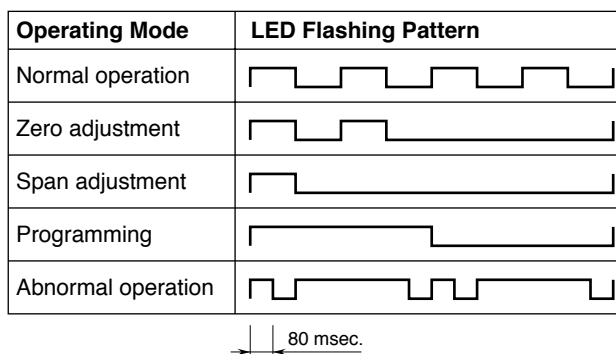 Operating Mode LED Flashing Pattern
Normal operation
Zero adjustment
Span adjustment
Programming
Abnormal operation
80 msec.